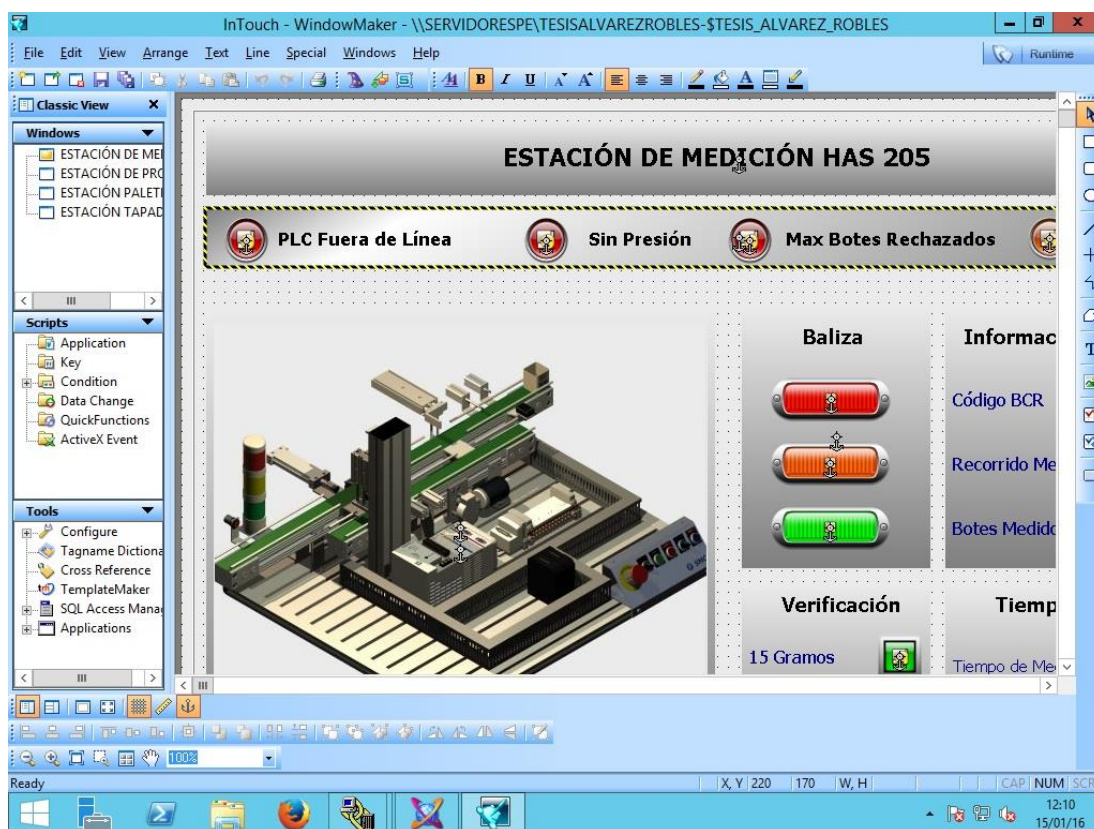 InTouch - WindowMaker - \\SERVIDORESPE\TESISALVAREZROBLES-$TESIS_ALVAREZ_ROBLES
File Edit View Arrange Text Line Special Windows Help
Runtime
B I U A A A
Classic View
Windows
ESTACIÓN DE ME
ESTACIÓN DE PRO
ESTACIÓN PALETI
ESTACIÓN TAPAD
Scripts
Application
Key
Condition
Data Change
QuickFunctions
ActiveX Event
Tools
Configure
Tagname Dictiona
Cross Reference
TemplateMaker
SQL Access Mana
Applications
ESTACIÓN DE MEDICIÓN HAS 205
PLC Fuera de Línea Sin Presión Max Botes Rechazados
Baliza
Informac
Código BCR
Recorrido Me
Botes Medido
Verificación
15 Gramos
Tiemp
Tiempo de Me
100%
Ready X, Y 220 170 W, H CAP NUM SCR
12:10
15/01/16